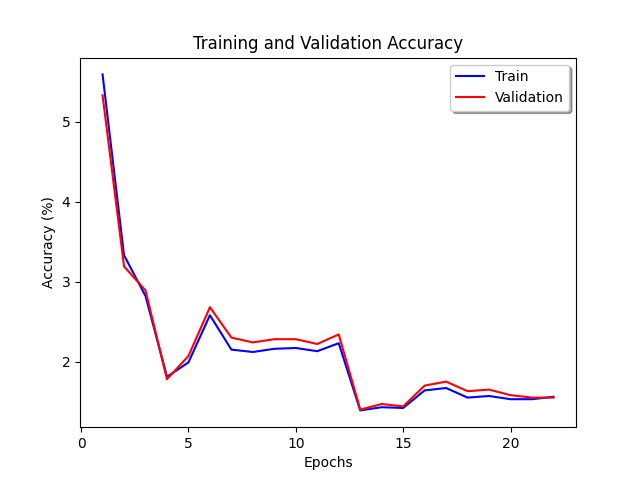 Training and Validation Accuracy
Train
Validation
Accuracy (%)
5
4
3
2
0 5 10 15 20
Epochs